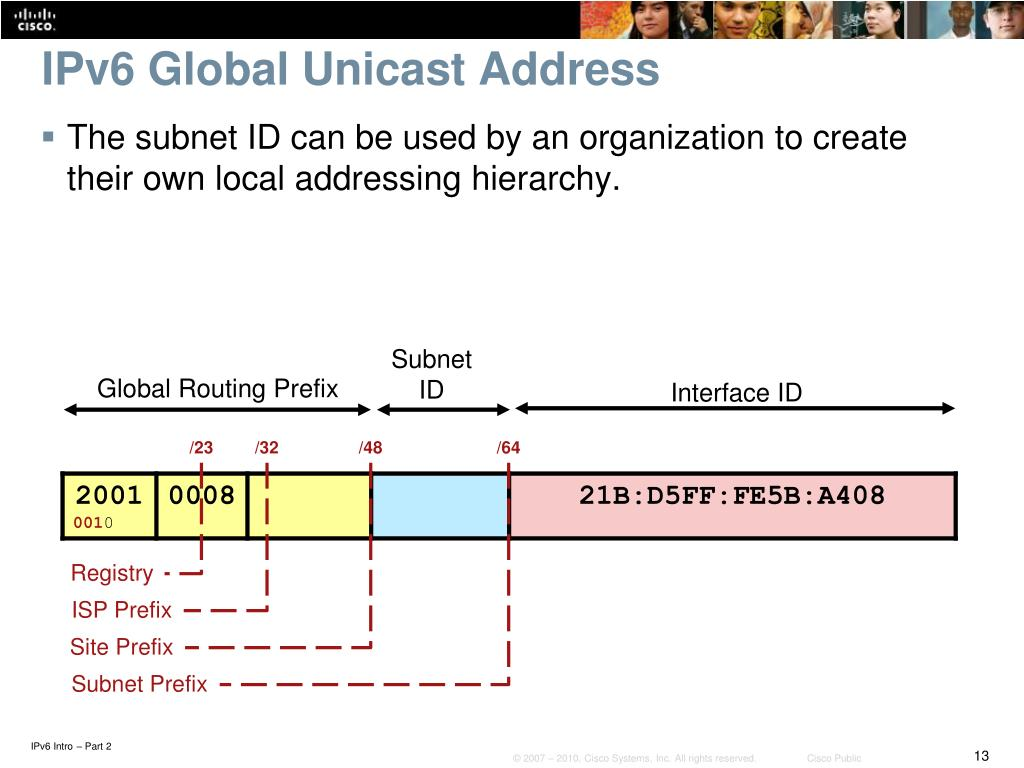 CISCO.
IPv6 Global Unicast Address
▪ The subnet ID can be used by an organization to create
their own local addressing hierarchy.
Subnet
ID
Global Routing Prefix
Interface ID
/23 /32 /48 /64
2001 0008 21B:D5FF:FE5B:A408
0010
Registry
ISP Prefix
Site Prefix
Subnet Prefix
IPv6 Intro – Part 2
© 2007 – 2010, Cisco Systems, Inc. All rights reserved. Cisco Public
13